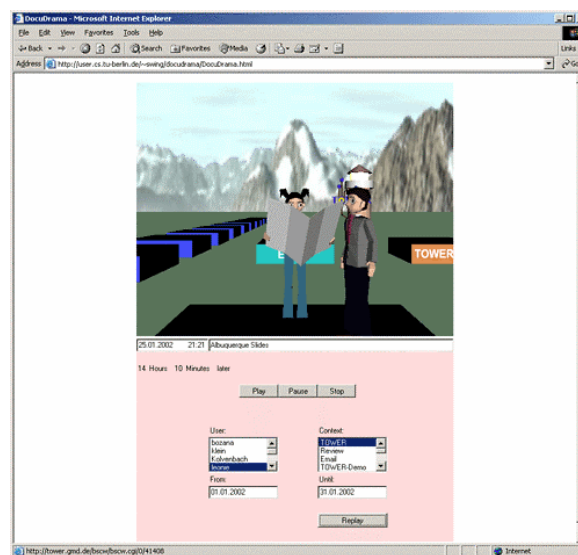 DocuDrama - Microsoft Internet Explorer
File Edit View Favorites Tools Help
Back Search Favorites Media Links
Address http://user.cs.tu-berlin.de/~swing/docudrama/DocuDrama.html Go
TOWER
25.01.2002 21:21 Albuquerque Slides
14 Hours 10 Minutes later
Play Pause Stop
User: Context:
bozana TOWER
klein Review
Kolvenbach Email
leonie TOWER-Demo
From: Until:
01.01.2002 31.01.2002
Replay
http://tower.gmd.de/bscw/bscw.cgi/0/41408 Internet